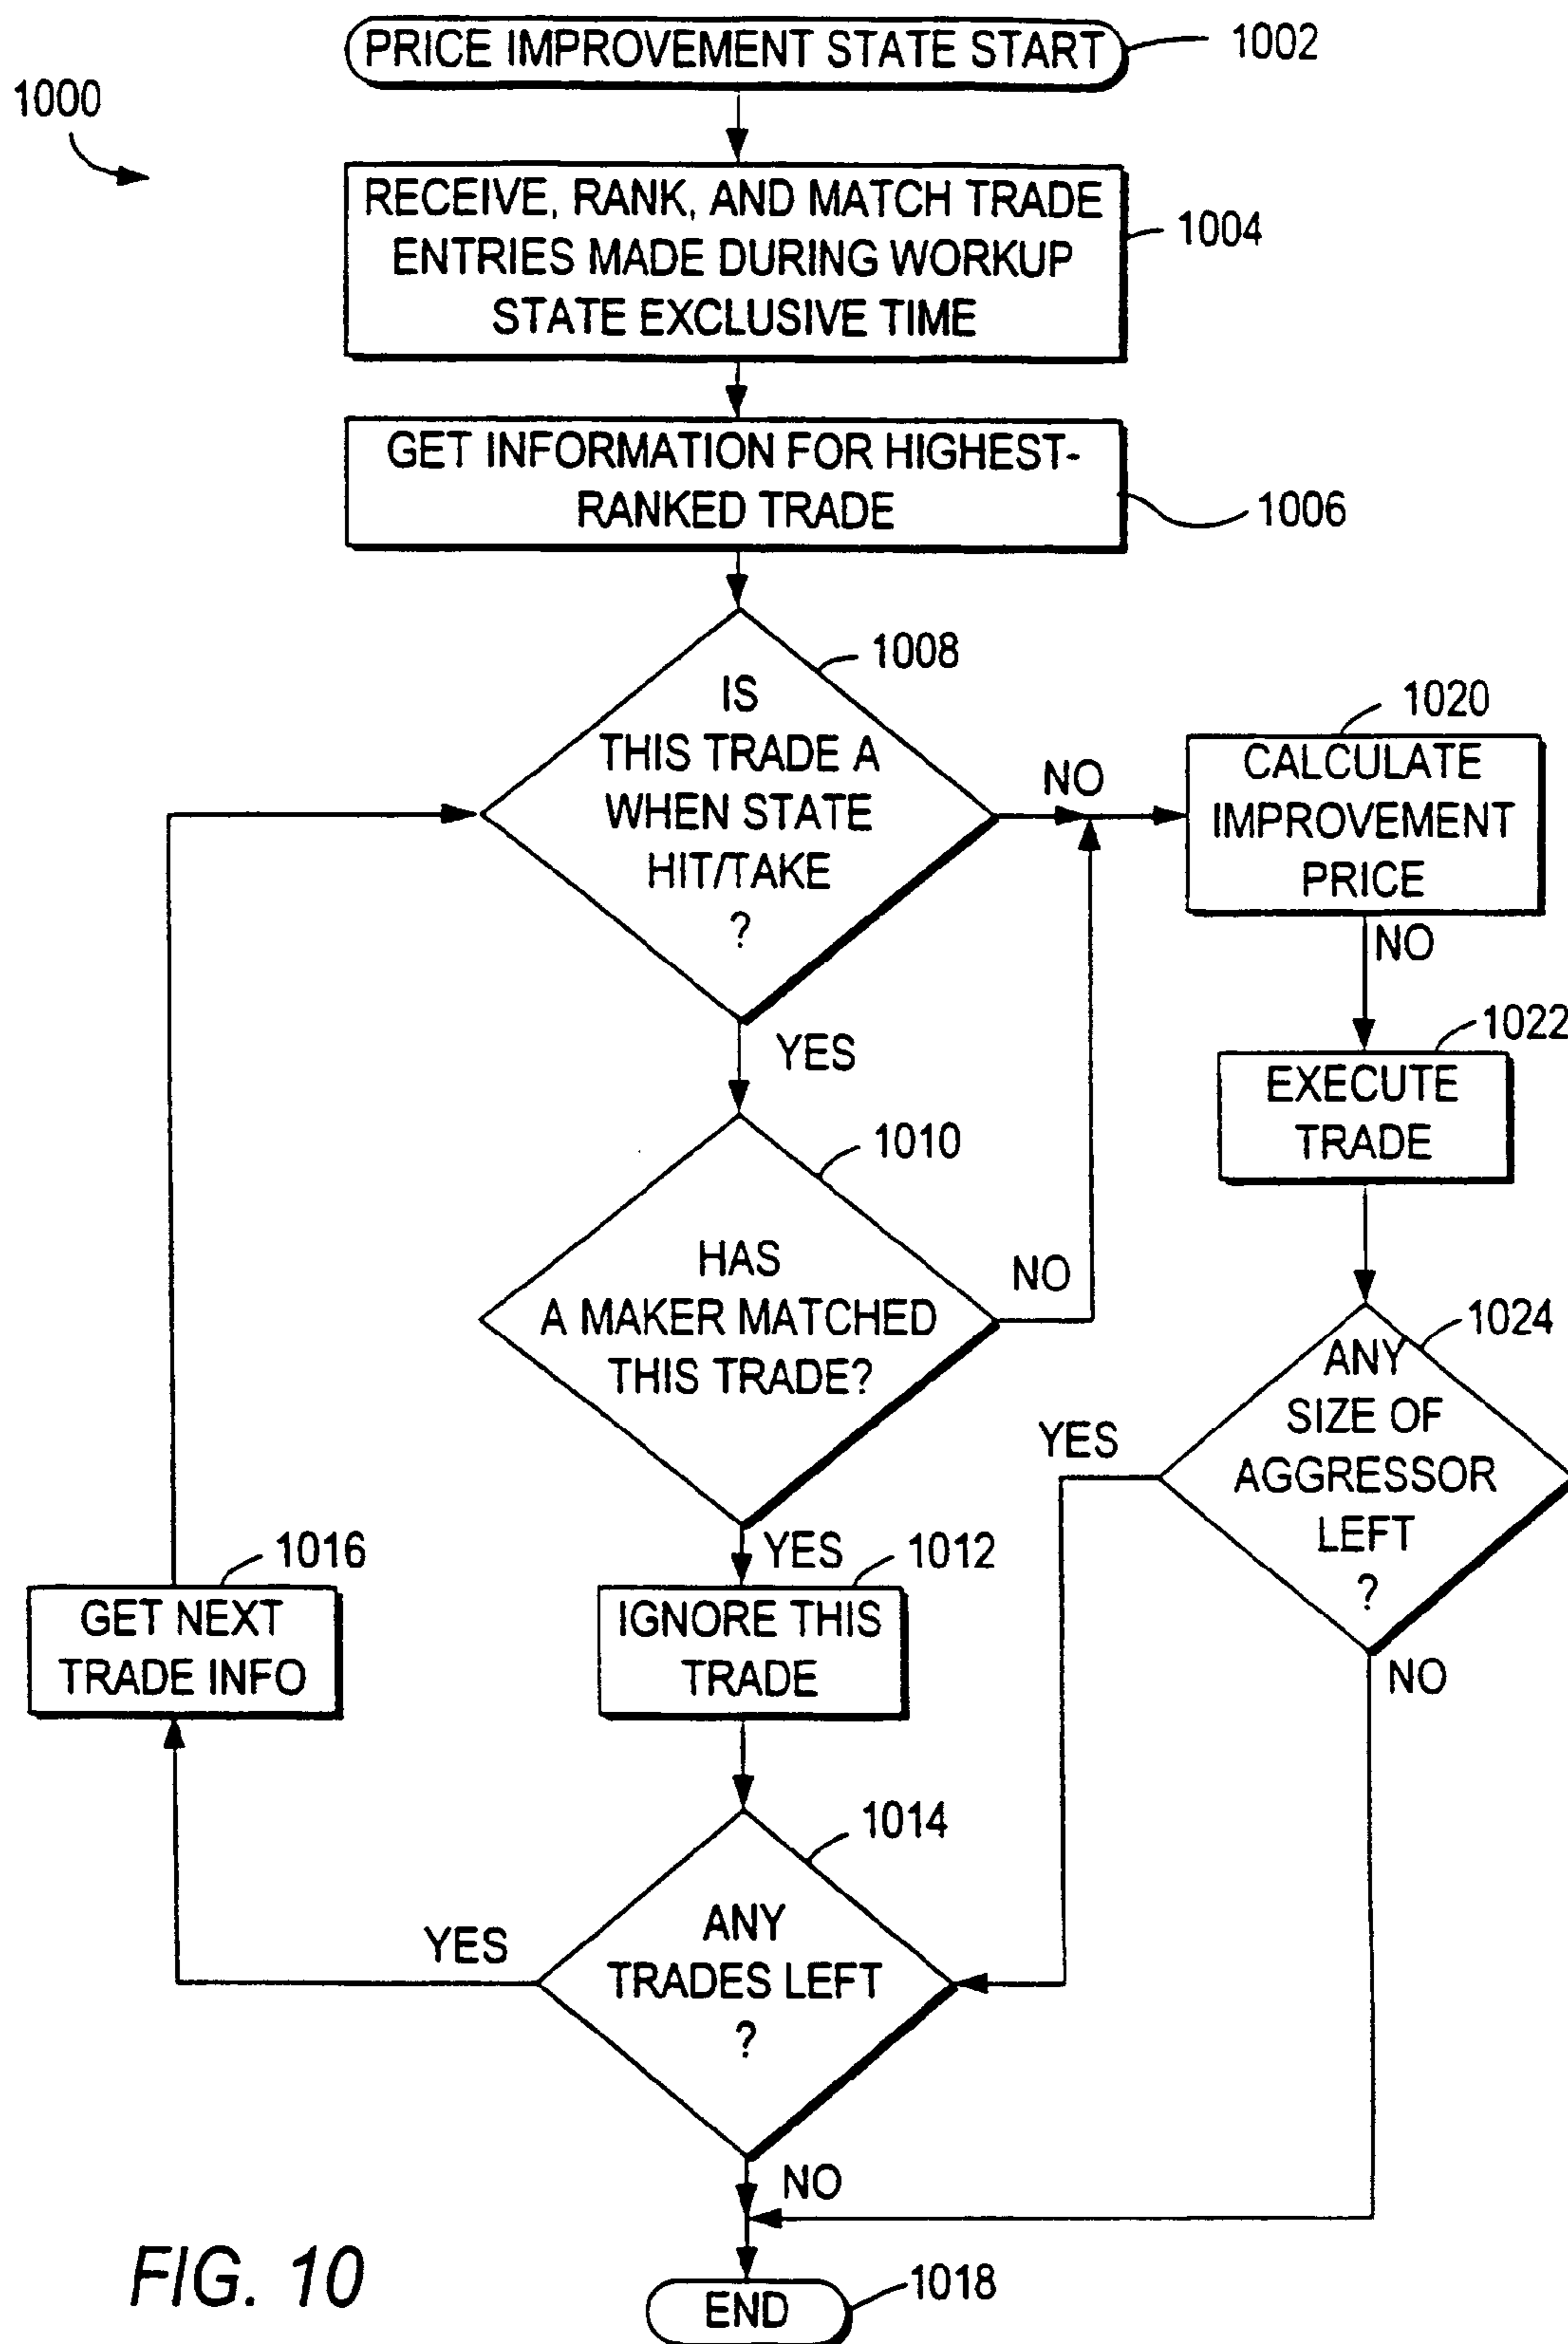 PRICE IMPROVEMENT STATE START
1002
1000
RECEIVE, RANK, AND MATCH TRADE
ENTRIES MADE DURING WORKUP
STATE EXCLUSIVE TIME
1004
GET INFORMATION FOR HIGHEST-
RANKED TRADE
1006
1008
IS
THIS TRADE A
WHEN STATE
HIT/TAKE
?
NO
YES
1020
CALCULATE
IMPROVEMENT
PRICE
NO
1022
EXECUTE
TRADE
1010
HAS
A MAKER MATCHED
THIS TRADE?
NO
YES
1024
ANY
SIZE OF
AGGRESSOR
LEFT
?
YES
NO
1016
GET NEXT
TRADE INFO
1012
IGNORE THIS
TRADE
1014
ANY
TRADES LEFT
?
YES
NO
FIG. 10
END
1018